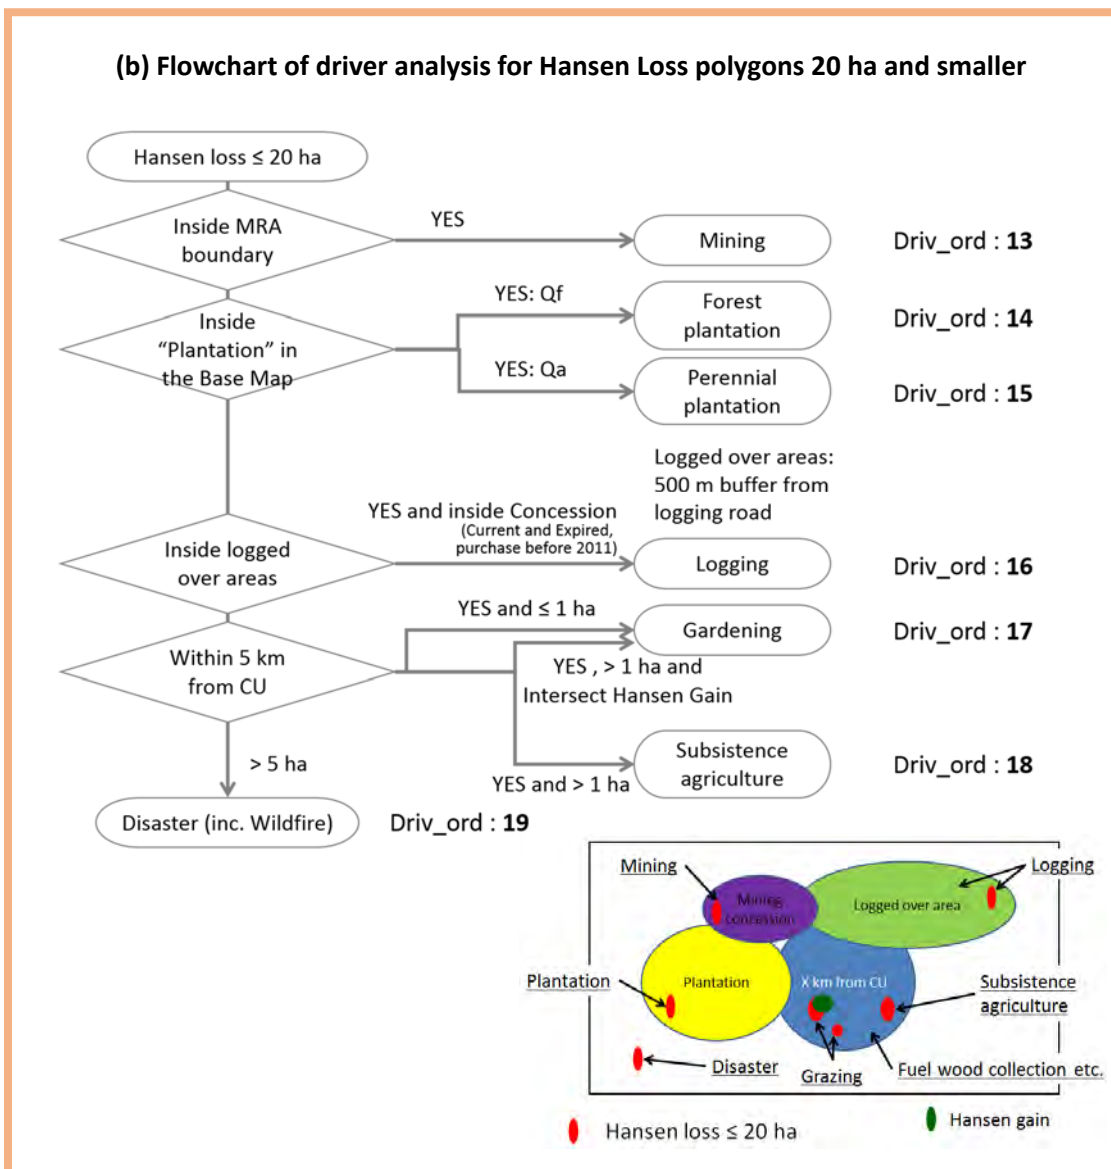 (b) Flowchart of driver analysis for Hansen Loss polygons 20 ha and smaller
Hansen loss ≤ 20 ha
Inside MRA
boundary
YES
Mining
Driv_ord : 13
Inside
“Plantation” in
the Base Map
YES: Qf
Forest
plantation
Driv_ord : 14
YES: Qa
Perennial
plantation
Driv_ord : 15
Logged over areas:
500 m buffer from
logging road
YES and inside Concession
(Current and Expired,
purchase before 2011)
Inside logged
over areas
Logging
Driv_ord : 16
YES and ≤ 1 ha
Gardening
Driv_ord : 17
Within 5 km
from CU
YES , > 1 ha and
Intersect Hansen Gain
> 5 ha
YES and > 1 ha
Subsistence
agriculture
Driv_ord : 18
Disaster (inc. Wildfire)
Driv_ord : 19
Mining
Logging
Mining
concession
Logged over area
Plantation
Plantation
X km from CU
Subsistence
agriculture
Disaster
Grazing
Fuel wood collection etc.
Hansen loss ≤ 20 ha
Hansen gain